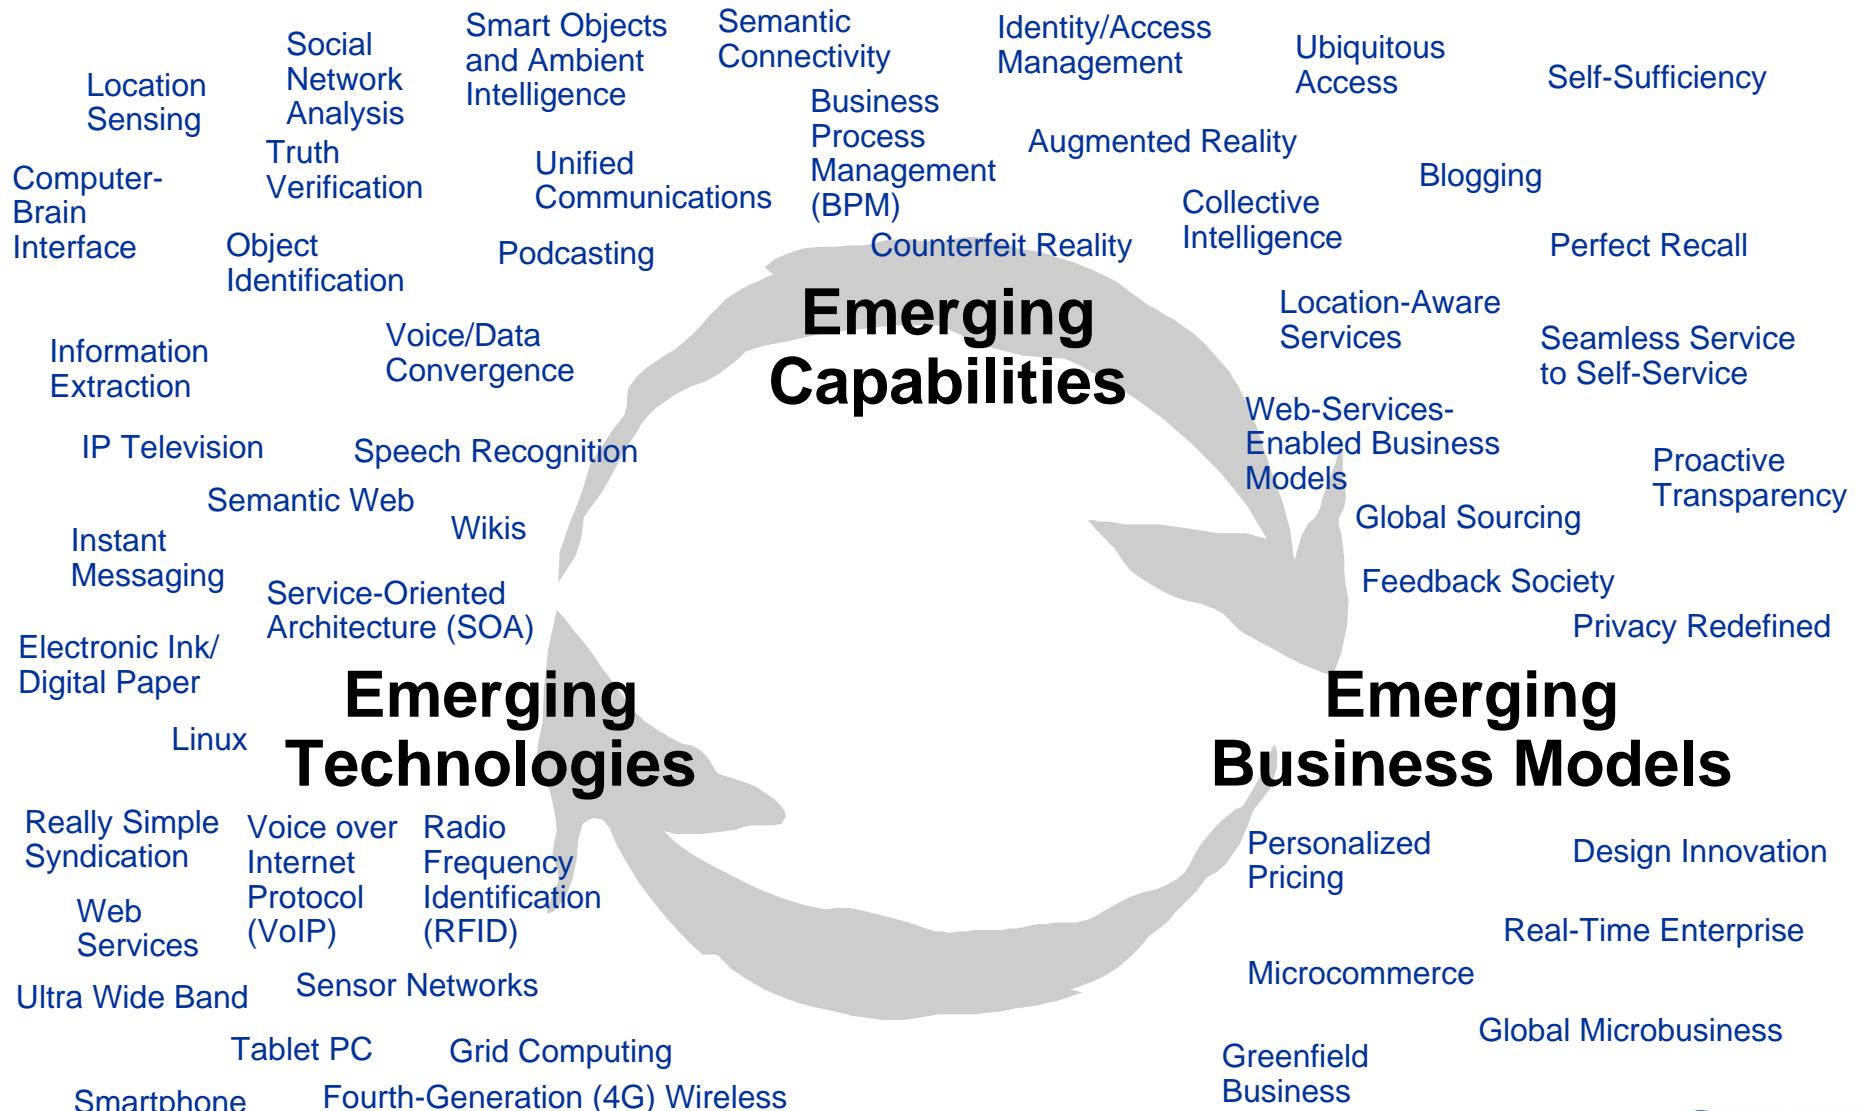 Location
Sensing
Social
Network
Analysis
Smart Objects
and Ambient
Intelligence
Semantic
Connectivity
Identity/Access
Management
Ubiquitous
Access
Self-Sufficiency
Computer-
Brain
Interface
Truth
Verification
Unified
Communications
Business
Process
Management
(BPM)
Augmented Reality
Blogging
Collective
Intelligence
Object
Identification
Podcasting
Counterfeit Reality
Perfect Recall
Emerging
Capabilities
Location-Aware
Services
Seamless Service
to Self-Service
Information
Extraction
Voice/Data
Convergence
Web-Services-
Enabled Business
Models
IP Television
Speech Recognition
Proactive
Transparency
Semantic Web
Wikis
Global Sourcing
Instant
Messaging
Service-Oriented
Architecture (SOA)
Feedback Society
Privacy Redefined
Electronic Ink/
Digital Paper
Emerging
Technologies
Emerging
Business Models
Linux
Really Simple
Syndication
Voice over
Internet
Protocol
(VoIP)
Radio
Frequency
Identification
(RFID)
Personalized
Pricing
Design Innovation
Web
Services
Real-Time Enterprise
Ultra Wide Band
Sensor Networks
Microcommerce
Global Microbusiness
Tablet PC
Grid Computing
Greenfield
Business
Smartphone
Fourth-Generation (4G) Wireless